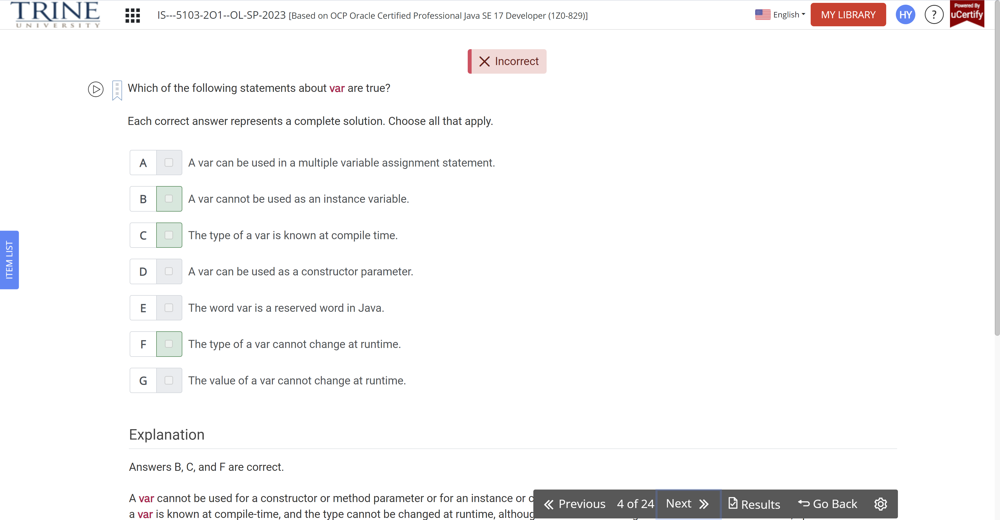 TRINE
UNIVERSITY
IS---5103-2O1--OL-SP-2023 [Based on OCP Oracle Certified Professional Java SE 17 Developer (1Z0-829)]
English
MY LIBRARY
HY
?
Powered By
uCertify
Incorrect
Which of the following statements about var are true?
Each correct answer represents a complete solution. Choose all that apply.
A A var can be used in a multiple variable assignment statement.
B A var cannot be used as an instance variable.
C The type of a var is known at compile time.
D A var can be used as a constructor parameter.
E The word var is a reserved word in Java.
F The type of a var cannot change at runtime.
G The value of a var cannot change at runtime.
ITEM LIST
Explanation
Answers B, C, and F are correct.
A var cannot be used for a constructor or method parameter or for an instance or
a var is known at compile-time, and the type cannot be changed at runtime,
Previous 4 of 24 Next Results Go Back